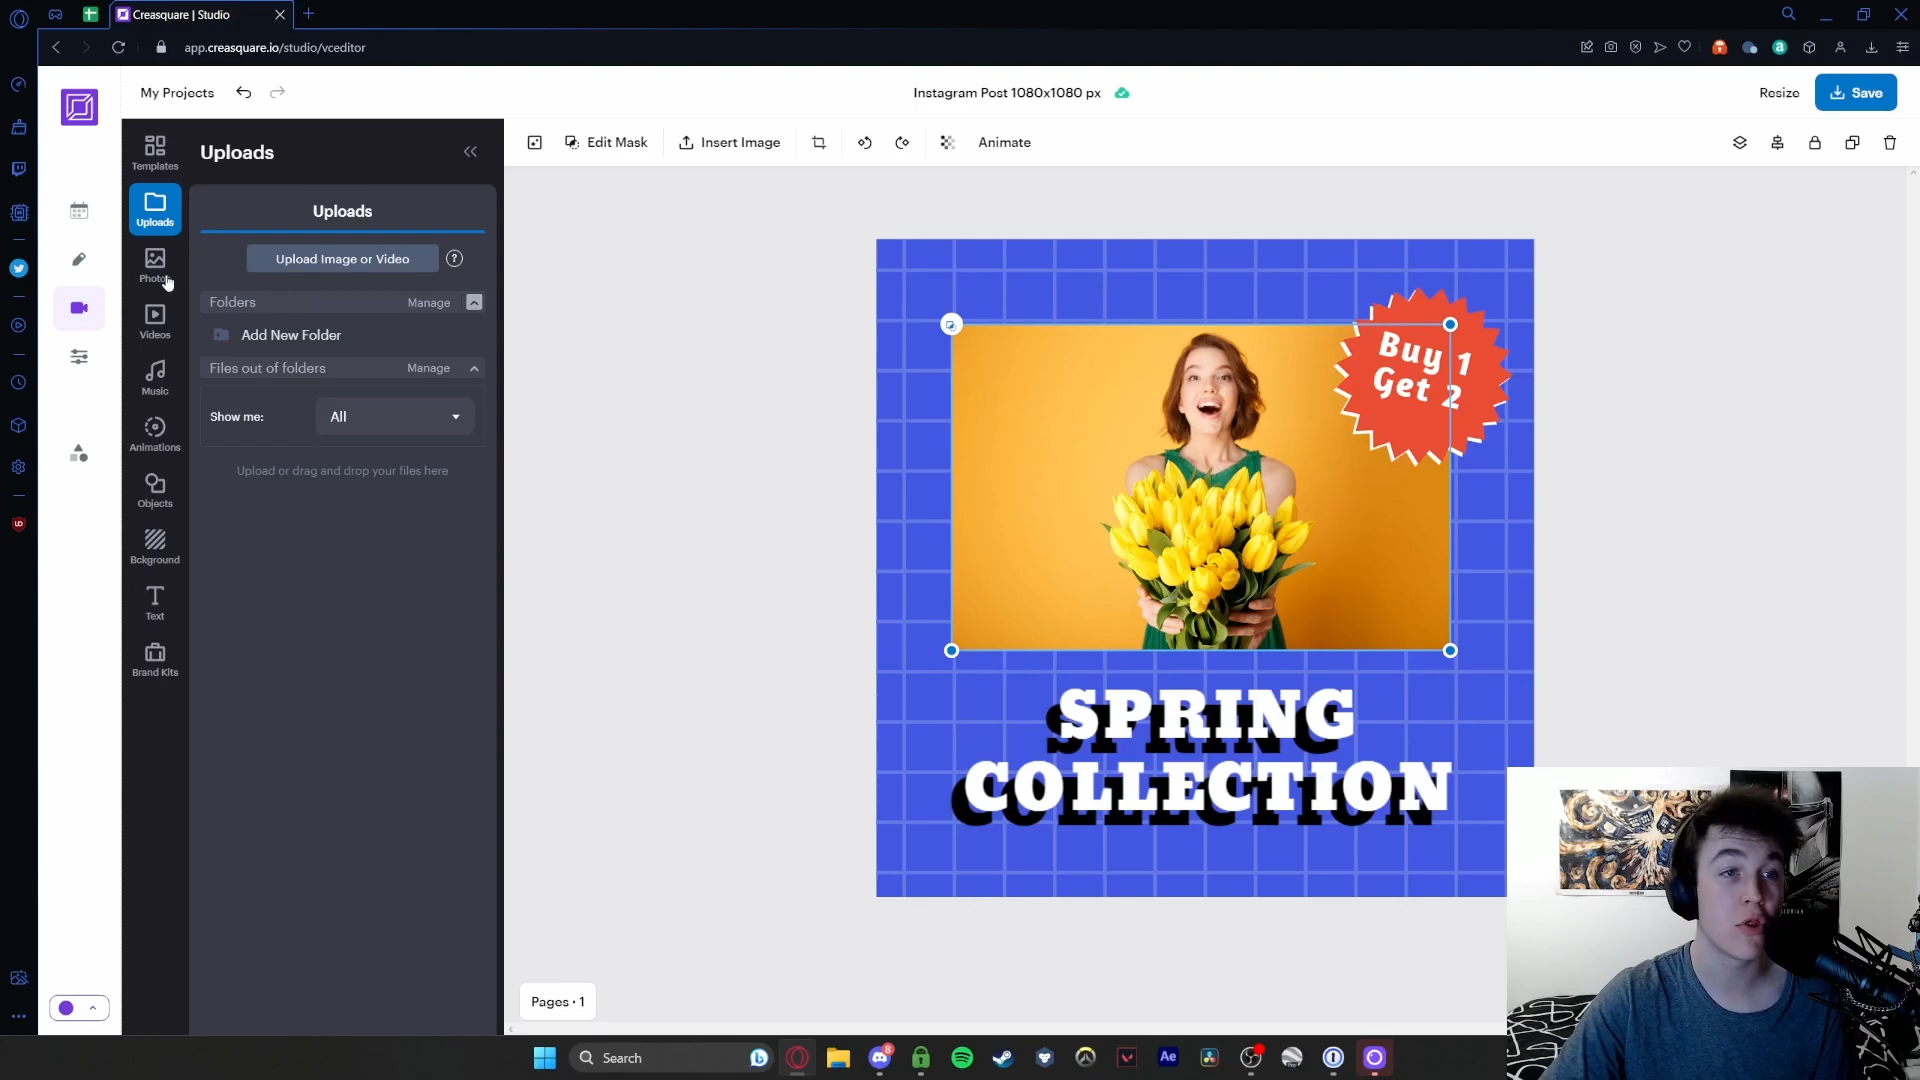 Creasquare | Studio
app.creasquare.io/studio/vceditor
My Projects
Instagram Post 1080x1080 px
Resize
Save
Templates
Uploads
Photos
Videos
Music
Animations
Objects
Bckground
Text
Brand Kits
Uploads
Uploads
Upload Image or Video
?
Folders
Manage
Add New Folder
Files out of folders
Manage
Show me:
All
Upload or drag and drop your files here
Edit Mask
Insert Image
Animate
Buy 1
Get 2
SPRING
COLLECTION
Pages • 1
Search
8
Ae